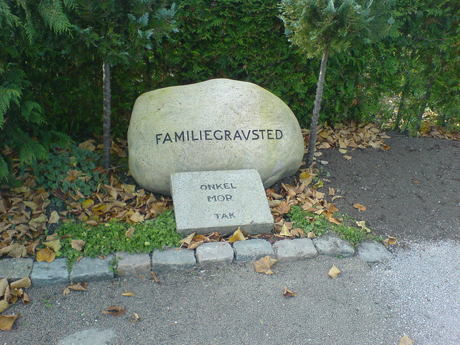 FAMILIEGRAVSTED
ONKEL
MOR
TAK